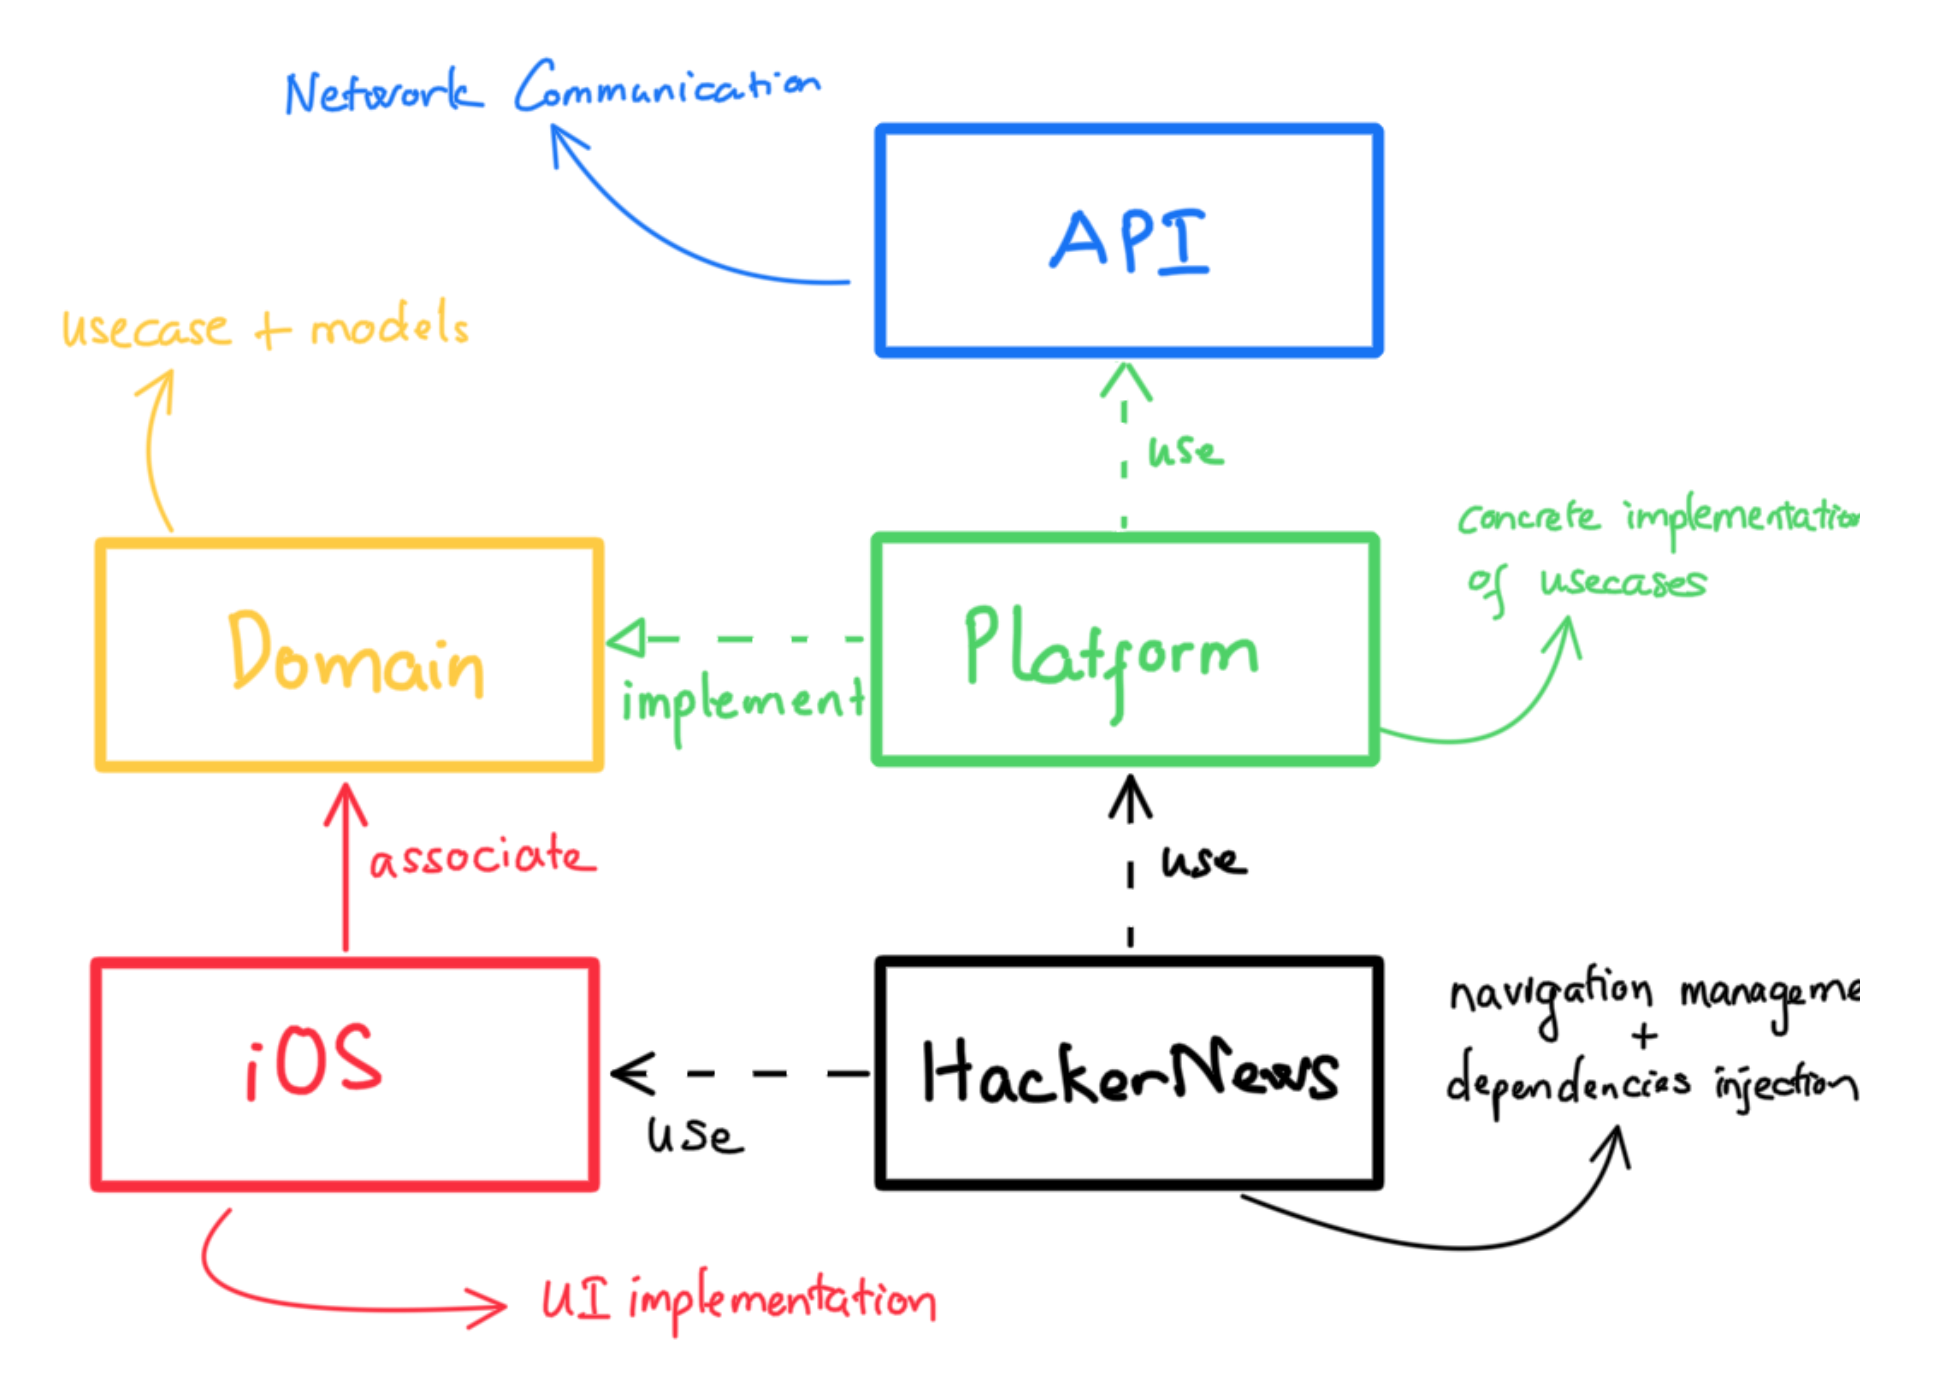 Network Communication
API
usecase + models
use
concrete implementation
of usecases
Domain
implement
Platform
associate
use
iOS
use
HackerNews
navigation manageme
+
dependencies injection
UI implementation